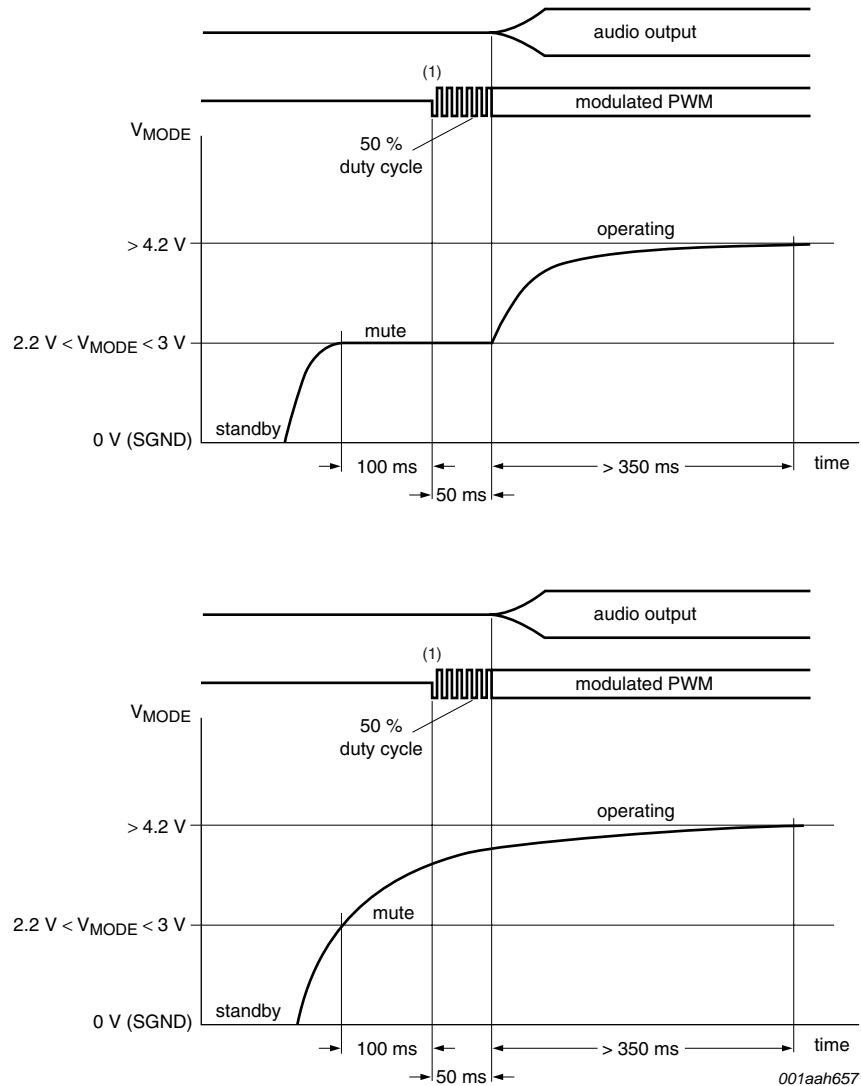 audio output
(1)
modulated PWM
VMODE
50 %
duty cycle
operating
> 4.2 V
mute
2.2 V < VMODE < 3 V
standby
0 V (SGND)
100 ms
> 350 ms
time
50 ms
audio output
(1)
modulated PWM
VMODE
50 %
duty cycle
operating
> 4.2 V
mute
2.2 V < VMODE < 3 V
standby
0 V (SGND)
100 ms
> 350 ms
time
50 ms
001aah657